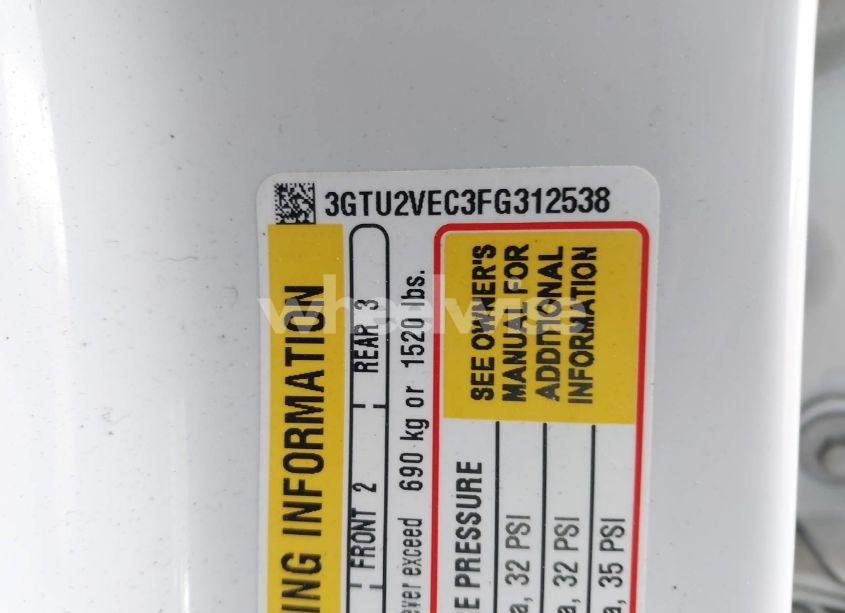 3GTU2VEC3FG312538
ING INFORMATION
FRONT 2 REAR 3
ever exceed 690 kg or 1520 lbs.
E PRESSURE
a, 32 PSI
a, 32 PSI
a, 35 PSI
SEE OWNER'S
MANUAL FOR
ADDITIONAL
INFORMATION